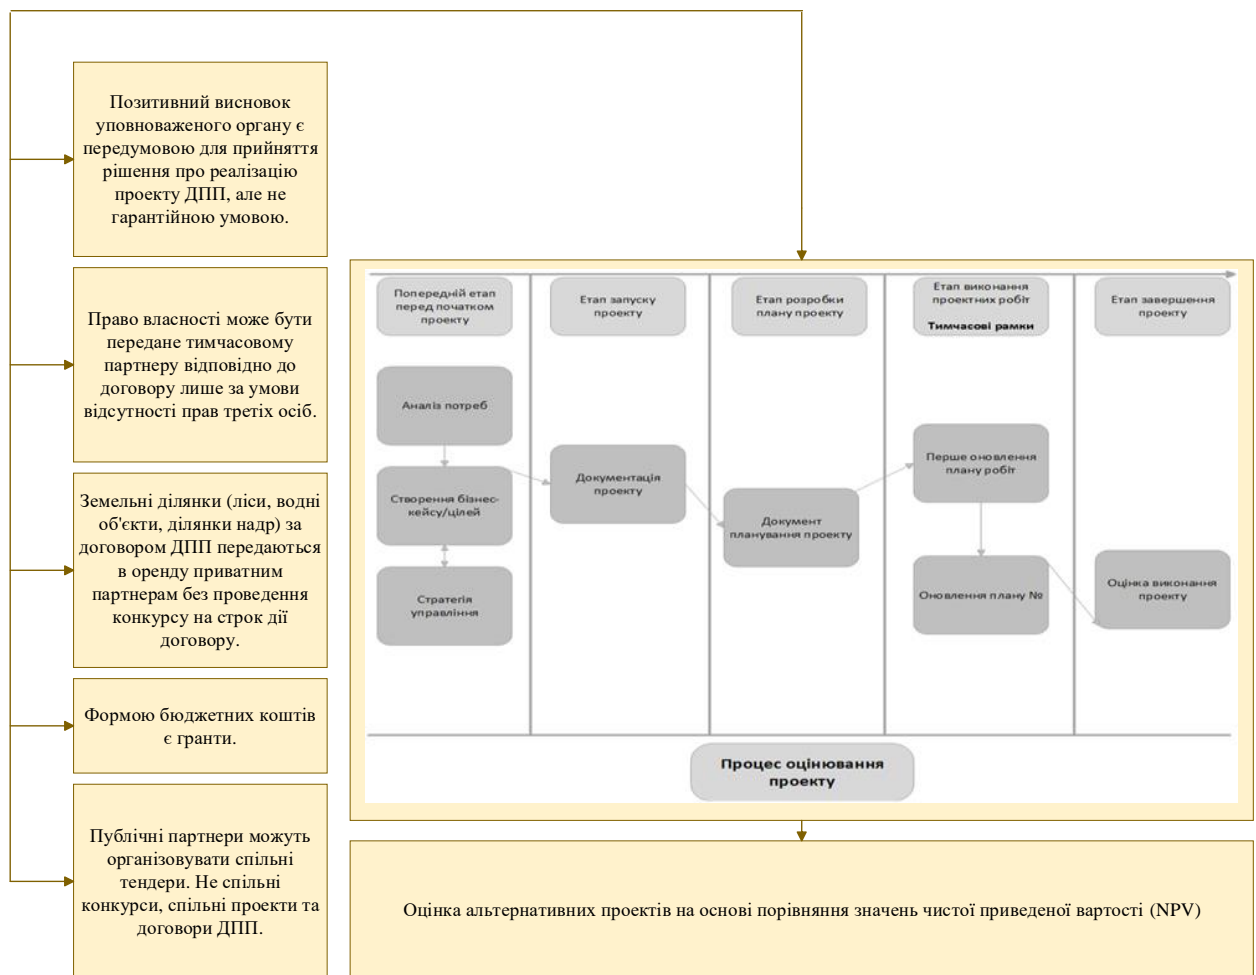 Позитивний висновок
уповноваженого органу є
передумовою для прийняття
рішення про реалізацію
проекту ДПП, але не
гарантійною умовою.
Право власності може бути
передане тимчасовому
партнеру відповідно до
договору лише за умови
відсутності прав третіх осіб.
Земельні ділянки (ліси, водні
об'єкти, ділянки надр) за
договором ДПП передаються
в оренду приватним
партнерам без проведення
конкурсу на строк дії
договору.
Формою бюджетних коштів
є гранти.
Публічні партнери можуть
організовувати спільні
тендери. Не спільні
конкурси, спільні проекти та
договори ДПП.
Попередній етап
перед початком
проекту
Етап запуску
проекту
Етап розробки
плану проекту
Етап виконання
проектних робіт
Тимчасові рамки
Етап завершення
проекту
Аналіз потреб
Створення бізнес-
кейсу/цілей
Стратегія
управління
Документація
проекту
Документ
планування проекту
Перше оновлення
плану робіт
Оновлення плану №
Оцінка виконання
проекту
Процес оцінювання
проекту
Оцінка альтернативних проектів на основі порівняння значень чистої приведеної вартості (NPV)